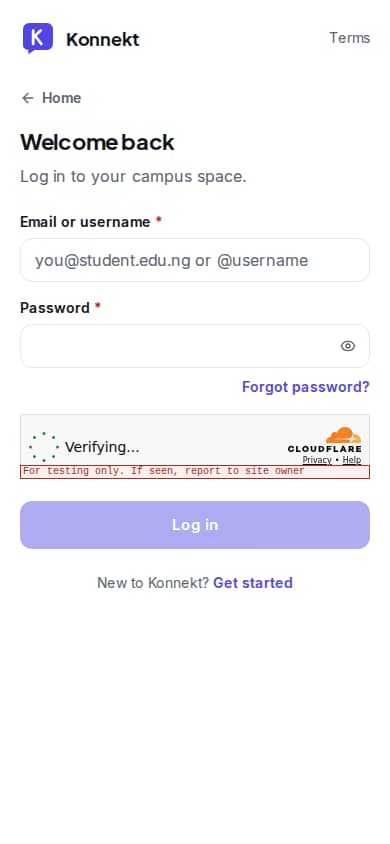 Konnekt
Terms
Home
Welcome back
Log in to your campus space.
Email or username *
you@student.edu.ng or @username
Password *
Forgot password?
Verifying...
CLOUDFLARE
Privacy • Help
For testing only. If seen, report to site owner
Log in
New to Konnekt? Get started